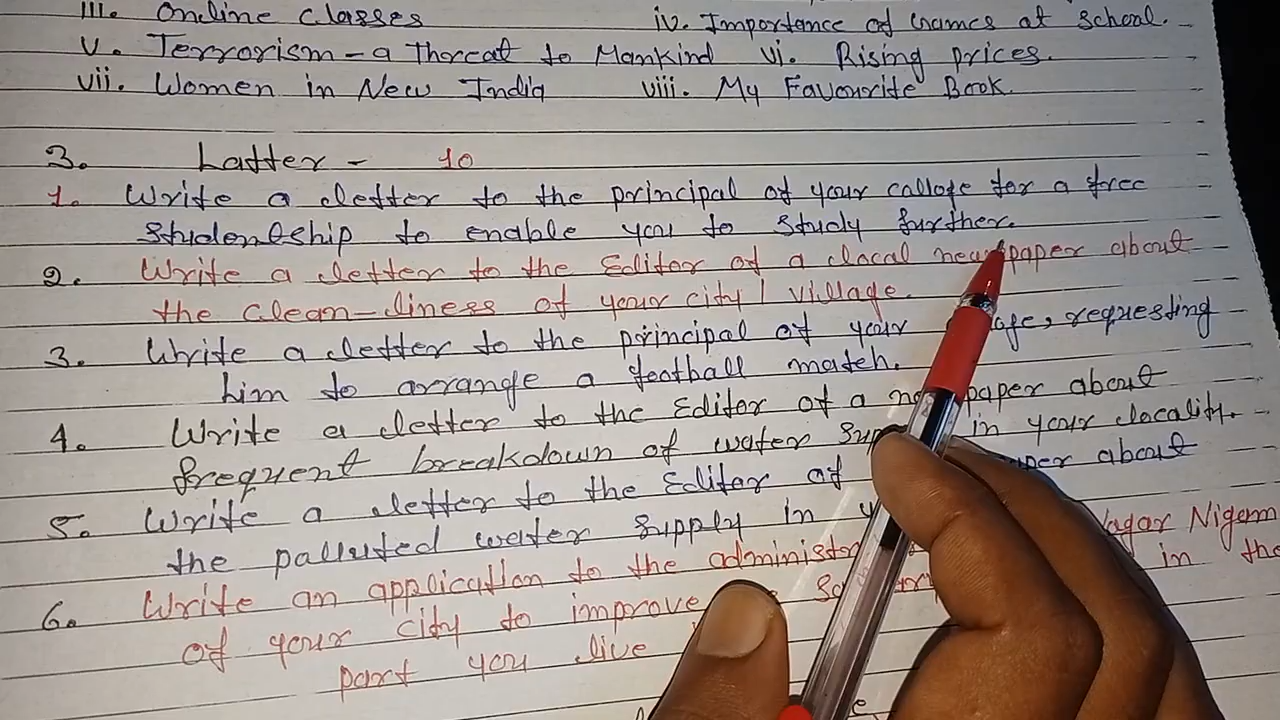 iii. Online classes iv. Importance of Games at School.
v. Terrorism - a Thoreat to Mankind vi. Rising prices.
vii. Women in New India viii. My Favourite Book.
3. Latter - 10
1. Write a letter to the principal of your callage for a free
Studentship to enable you to study further.
2. Write a letter to the Editor of a local newspaper about
the clean-liness of your city / village.
3. Write a letter to the principal of your requesting
him to arrange a football match.
4. Write a letter to the Editor of a paper about
frequent breakdown of water in your locality.
5. Write a letter to the Editor of about
the polluted water supply in
6. Write an application to the Nagar Nigam
of your city to improve in the
part you live